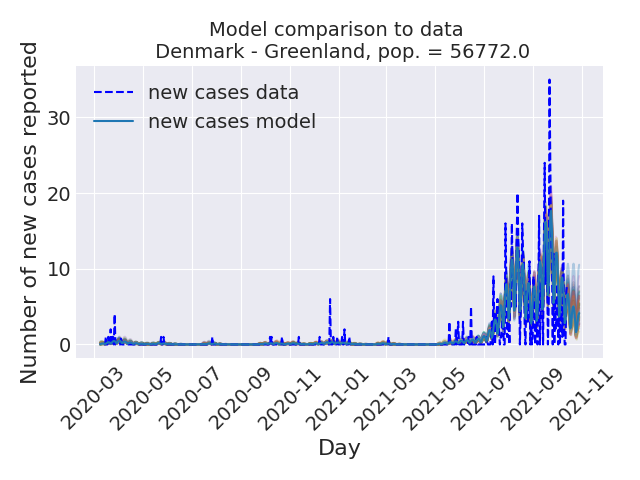 Model comparison to data
Denmark - Greenland, pop. = 56772.0
Number of new cases reported
30
20
10
0
new cases data
new cases model
2020-03
2020-05
2020-07
2020-09
2020-11
2021-01
2021-03
2021-05
2021-07
2021-09
2021-11
Day